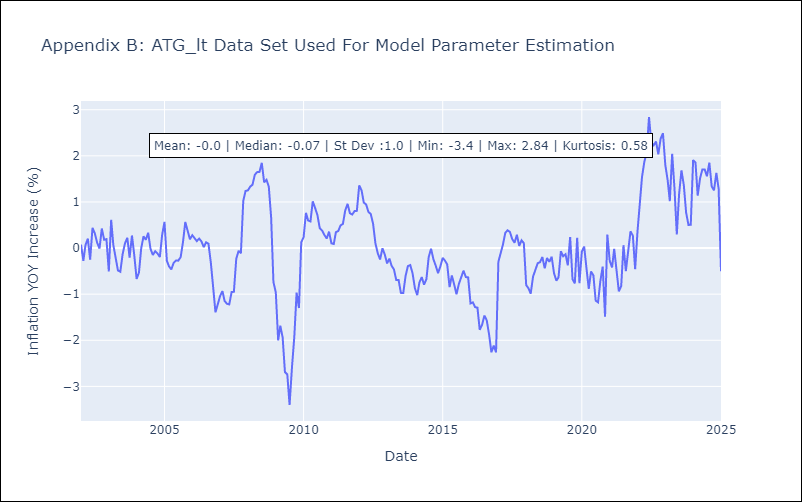 Appendix B: ATG_lt Data Set Used For Model Parameter Estimation
3
Mean: -0.0 | Median: -0.07 | St Dev :1.0 | Min: -3.4 | Max: 2.84 | Kurtosis: 0.58
2
1
0
−1
−2
−3
Inflation YOY Increase (%)
2005 2010 2015 2020 2025
Date